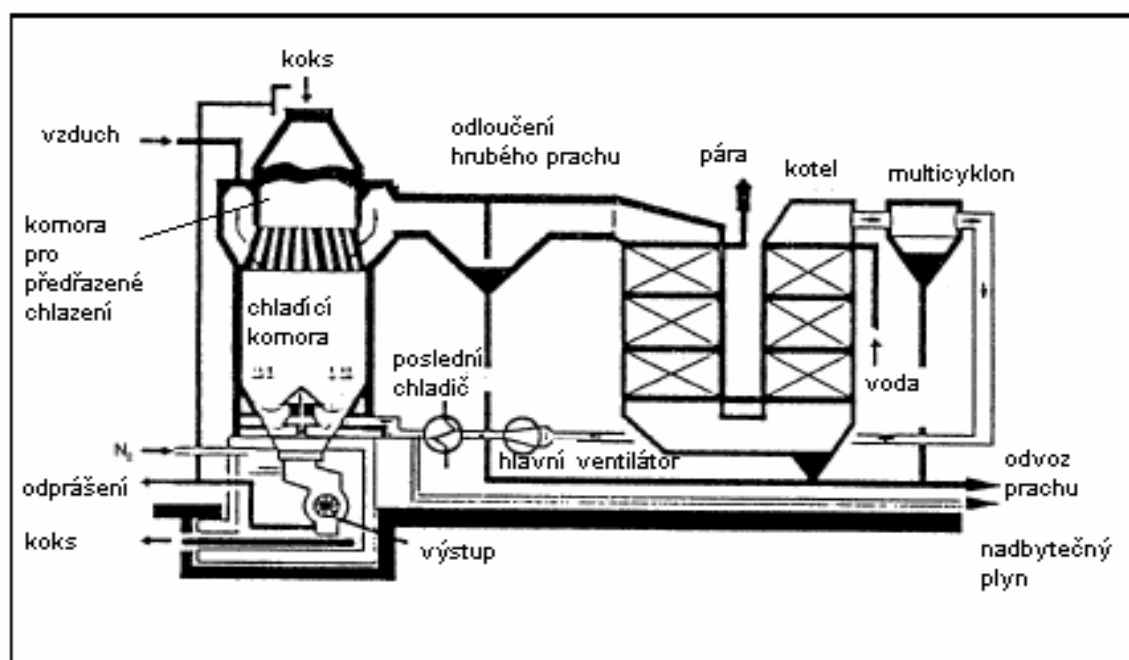 koks
vzduch
odloučení
hrubého prachu
pára
kotel
multicyklon
komora
pro
předřazené
chlazení
chladící
komora
poslední
chladič
voda
N2
hlavní ventilátor
odprášení
odvoz
prachu
koks
výstup
nadbytečný
plyn